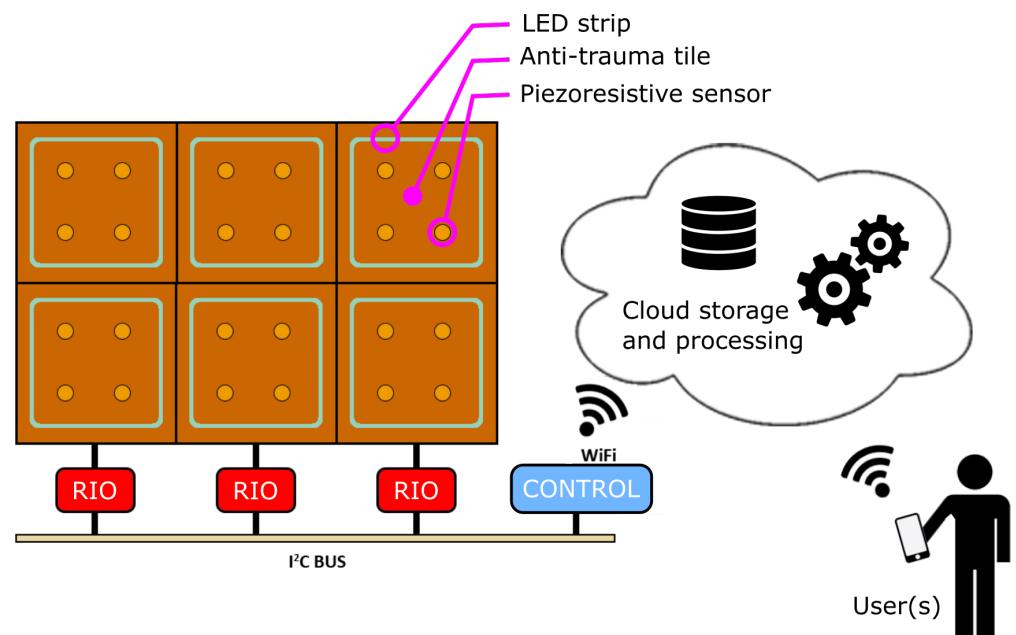 LED strip
Anti-trauma tile
Piezoresistive sensor
Cloud storage
and processing
WiFi
RIO
RIO
RIO
CONTROL
I²C BUS
User(s)